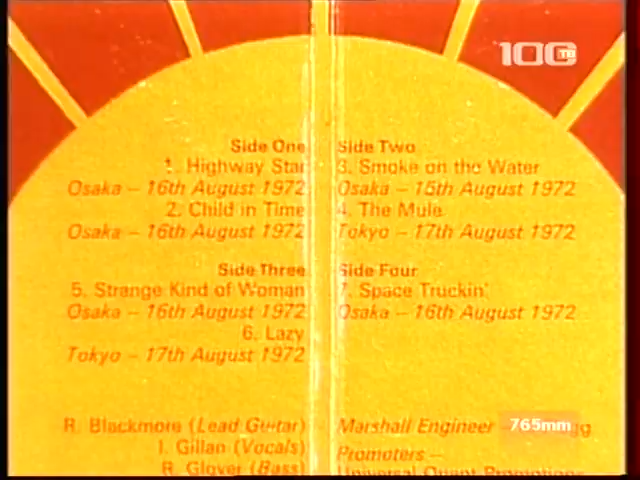 100 ТВ
Side One
1. Highway Star
Osaka – 16th August 1972
2. Child in Time
Osaka – 16th August 1972
Side Two
3. Smoke on the Water
Osaka – 15th August 1972
4. The Mule
Tokyo – 17th August 1972
Side Three
5. Strange Kind of Woman
Osaka – 16th August 1972
6. Lazy
Tokyo – 17th August 1972
Side Four
7. Space Truckin'
Osaka – 16th August 1972
R. Blackmore (Lead Guitar)
I. Gillan (Vocals)
R. Glover (Bass)
Marshall Engineer –
765mm
Promoters –
Universal Promotions